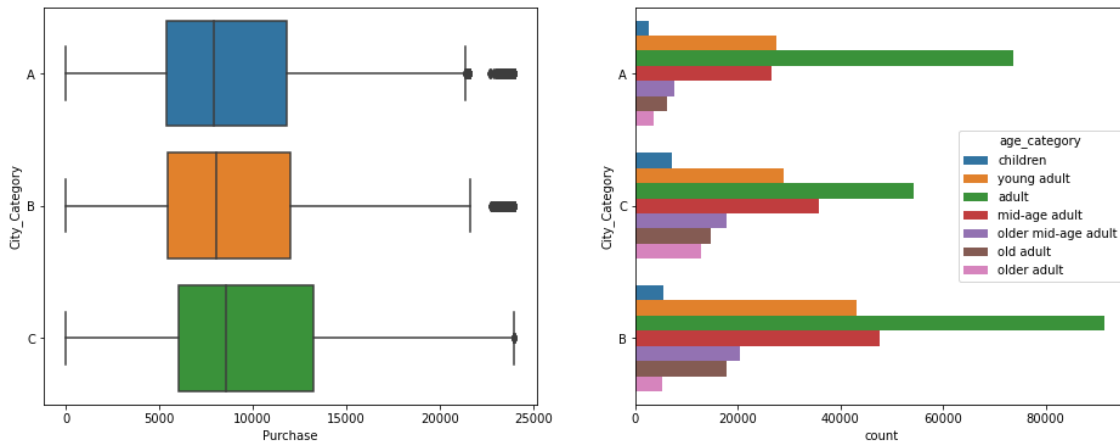 City_Category
A
B
C
0
5000
10000
15000
20000
25000
Purchase
City_Category
A
C
B
0
20000
40000
60000
80000
count
age_category
children
young adult
adult
mid-age adult
older mid-age adult
old adult
older adult